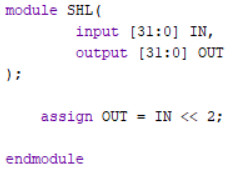 module SHL(
        input [31:0] IN,
        output [31:0] OUT
);

    assign OUT = IN << 2;

endmodule